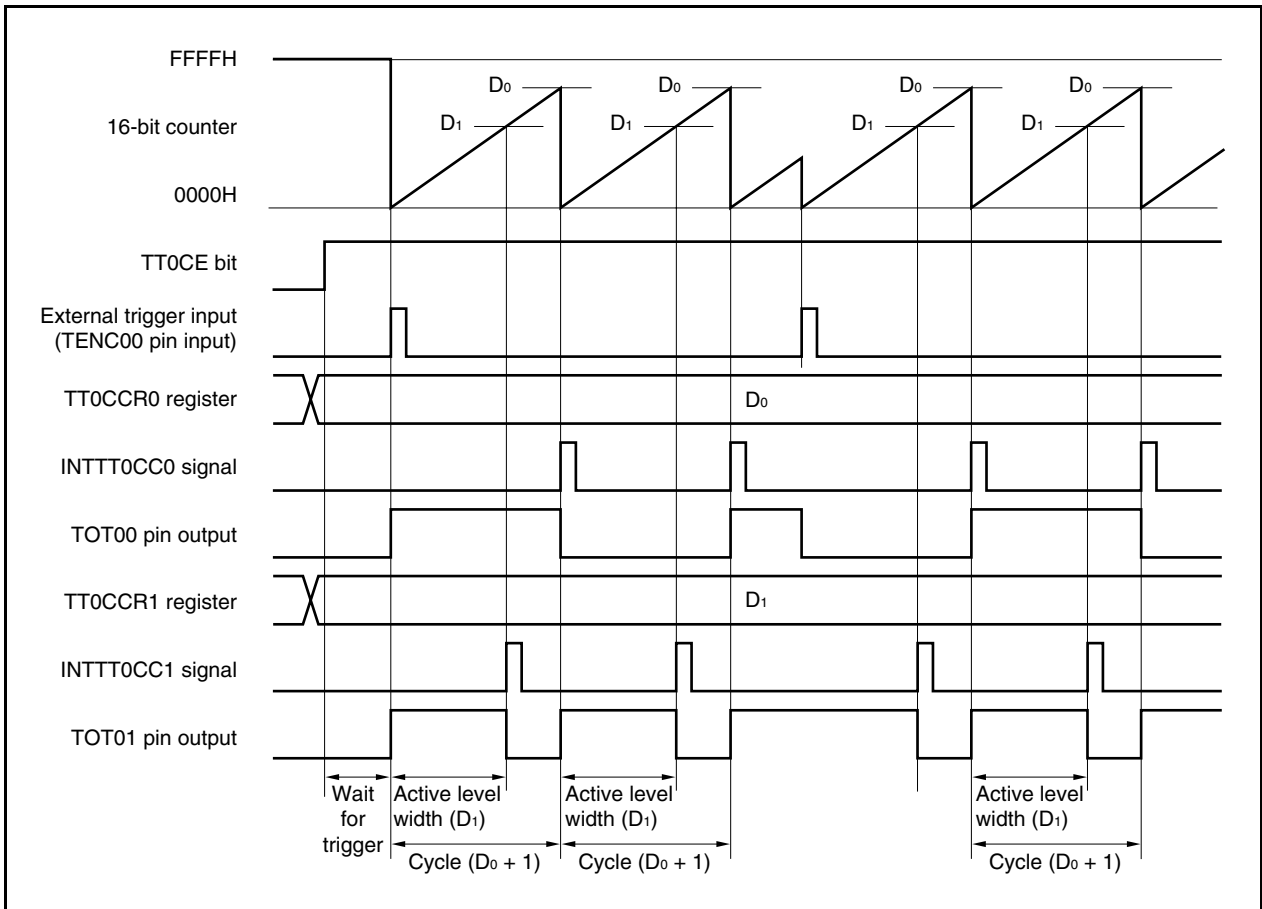 FFFFH
D0
D0
D0
D0
16-bit counter
D1
D1
D1
D1
0000H
TT0CE bit
External trigger input
(TENC00 pin input)
TT0CCR0 register
D0
INTTT0CC0 signal
TOT00 pin output
TT0CCR1 register
D1
INTTT0CC1 signal
TOT01 pin output
Wait
for
trigger
Active level
width (D1)
Active level
width (D1)
Active level
width (D1)
Cycle (D0 + 1)
Cycle (D0 + 1)
Cycle (D0 + 1)